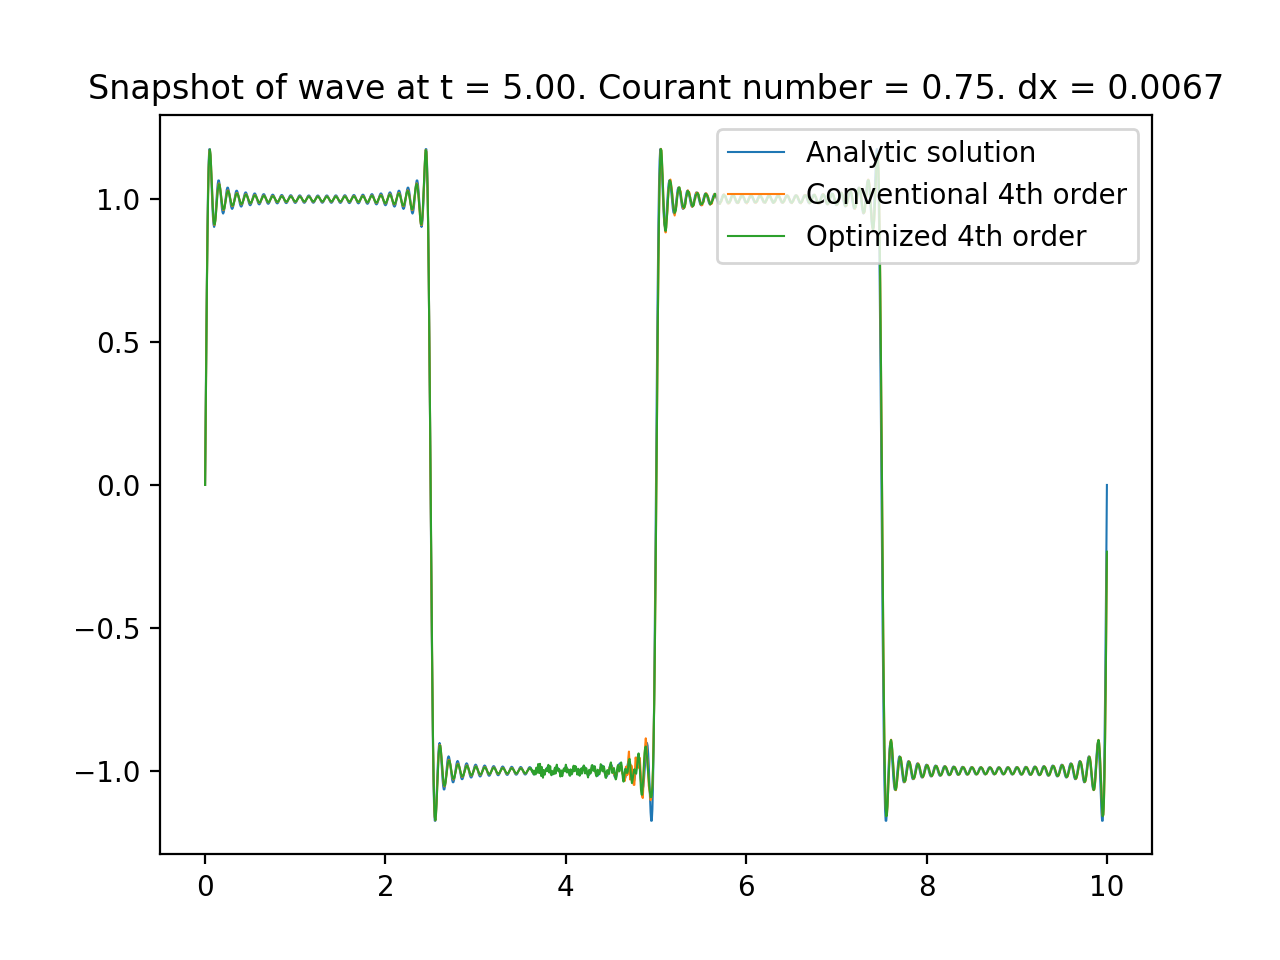 Snapshot of wave at t = 5.00. Courant number = 0.75. dx = 0.0067
Analytic solution
Conventional 4th order
Optimized 4th order
1.0
0.5
0.0
−0.5
−1.0
0 2 4 6 8 10